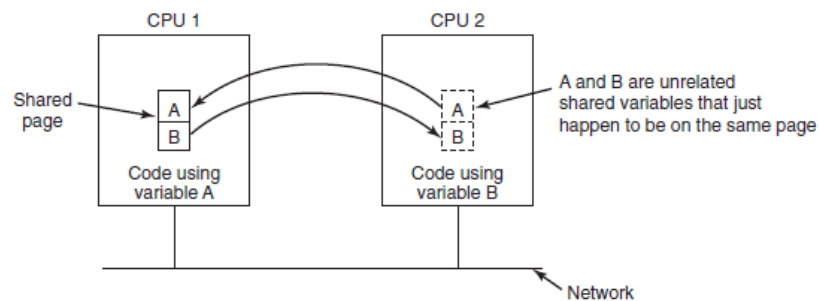 CPU 1
CPU 2
Shared
page
A
B
A
B
A and B are unrelated
shared variables that just
happen to be on the same page
Code using
variable A
Code using
variable B
Network